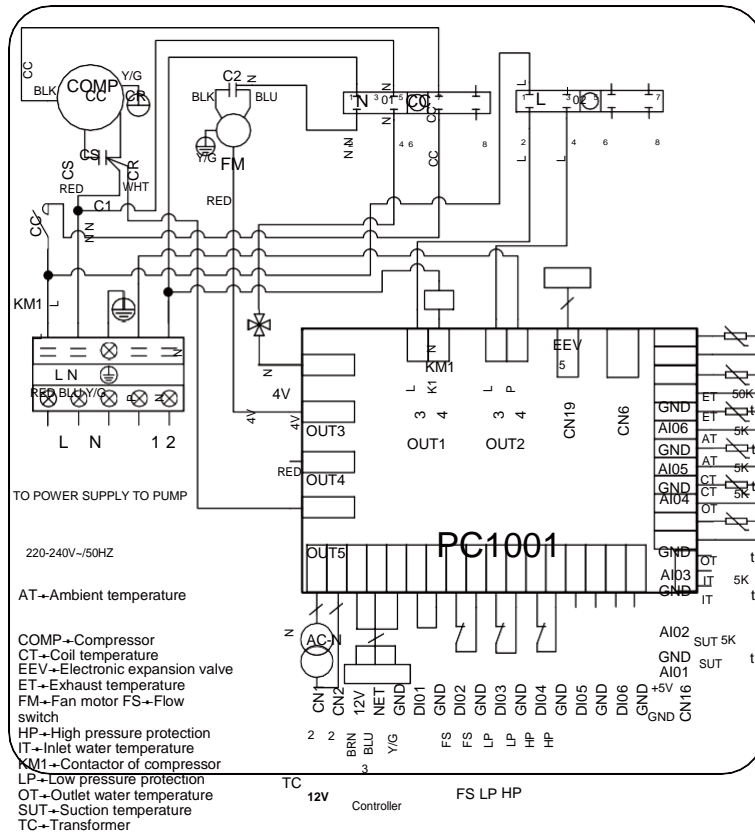 CC
COMP
CC
BLK
Y/G
CR
CS
CS
CR
RED
WHT
C1
N N
CC
KM1
L
C2
N
BLK
BLU
Y/G
FM
RED
N
N
N
1 N 3 01 5 CC 7
CC
N N
4 6
CC
8
L
L
1 L 3 02 5 7
2 4 6 8
L
L
L
L N
N
RED BLU Y/G
P
N
L N 1 2
TO POWER SUPPLY TO PUMP
220-240V~/50HZ
AT→Ambient temperature
COMP→Compressor
CT→Coil temperature
EEV→Electronic expansion valve
ET→Exhaust temperature
FM→Fan motor FS→Flow
switch
HP→High pressure protection
IT→Inlet water temperature
KM1→Contactor of compressor
LP→Low pressure protection
OT→Outlet water temperature
SUT→Suction temperature
TC→Transformer
N
4V
4V
4V
OUT3
RED
OUT4
OUT5
N
KM1
L
K1
3 4
OUT1
L
P
3 4
OUT2
EEV
5
CN19
CN6
PC1001
GND
AI06
GND
AI05
GND
AI04
GND
AI03
GND
AI02
GND
AI01
+5V
GND
CN16
ET
ET
AT
AT
CT
CT
OT
OT
IT
IT
SUT
SUT
50K
t
5K
t
5K
t
t
5K
t
5K
t
N
AC-N
CN1
CN2
12V
NET
GND
DI01
GND
DI02
GND
DI03
GND
DI04
GND
DI05
GND
DI06
GND
2 2
BRN
BLU
Y/G
3
FS
FS
LP
LP
HP
HP
TC
12V
Controller
FS LP HP